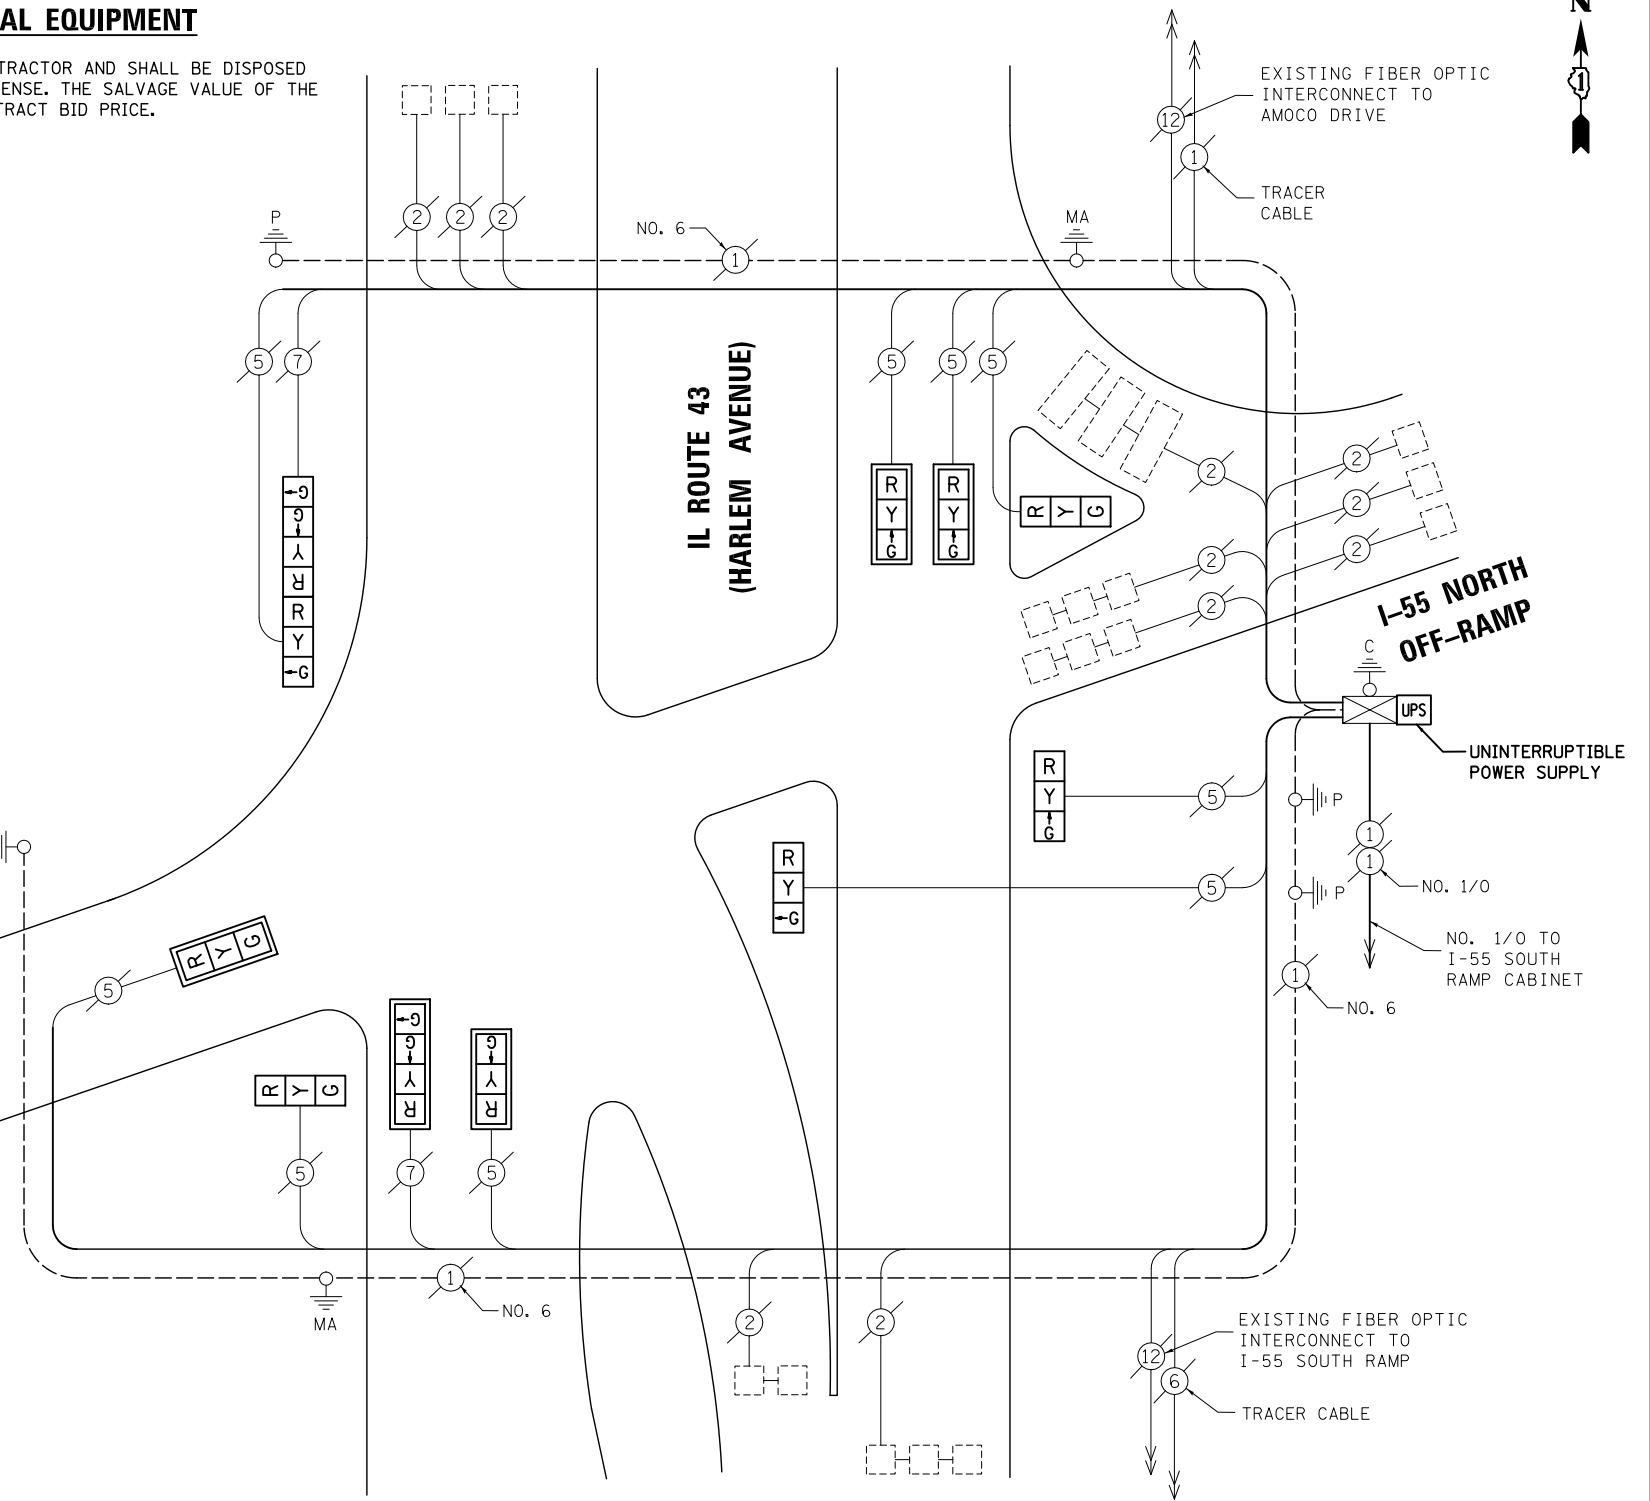 AL EQUIPMENT
TRACTOR AND SHALL BE DISPOSED
ENSE. THE SALVAGE VALUE OF THE
TRACT BID PRICE.
N
1
EXISTING FIBER OPTIC
INTERCONNECT TO
AMOCO DRIVE
12
1
TRACER
CABLE
P
2
2
2
NO. 6
1
MA
5
7
5
5
5
IL ROUTE 43
(HARLEM AVENUE)
G
G
Y
R
R
Y
G
R
Y
G
R
Y
G
R Y G
2
2
2
2
2
2
I-55 NORTH
OFF-RAMP
C
UPS
UNINTERRUPTIBLE
POWER SUPPLY
R
Y
G
5
P
1
1
NO. 1/0
R
Y
G
5
P
NO. 1/0 TO
I-55 SOUTH
RAMP CABINET
1
NO. 6
R Y G
5
G
G
Y
R
G
Y
R
R Y G
5
7
5
1
NO. 6
MA
2
2
EXISTING FIBER OPTIC
INTERCONNECT TO
I-55 SOUTH RAMP
12
6
TRACER CABLE